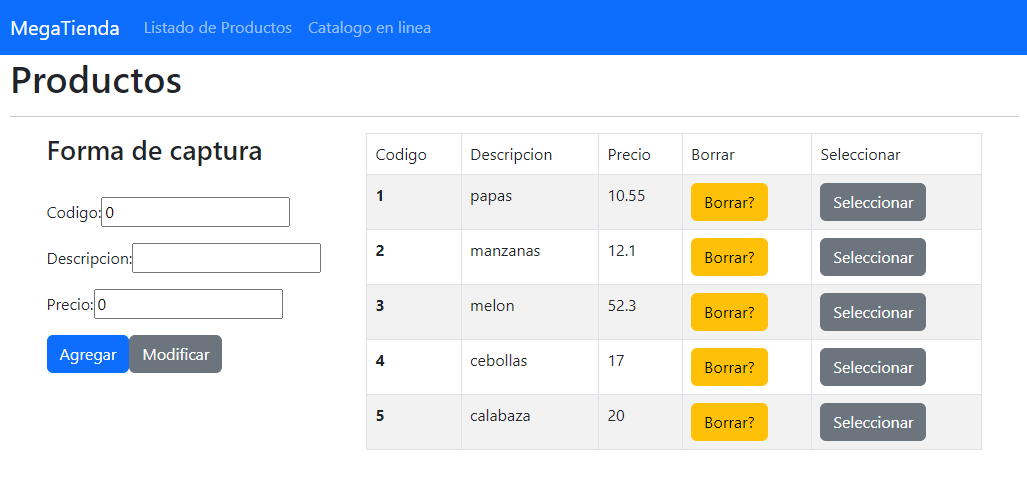 MegaTienda Listado de Productos Catalogo en linea
Productos
Forma de captura
Codigo: 0
Descripcion:
Precio: 0
Agregar Modificar
Codigo Descripcion Precio Borrar Seleccionar
1 papas 10.55 Borrar? Seleccionar
2 manzanas 12.1 Borrar? Seleccionar
3 melon 52.3 Borrar? Seleccionar
4 cebollas 17 Borrar? Seleccionar
5 calabaza 20 Borrar? Seleccionar